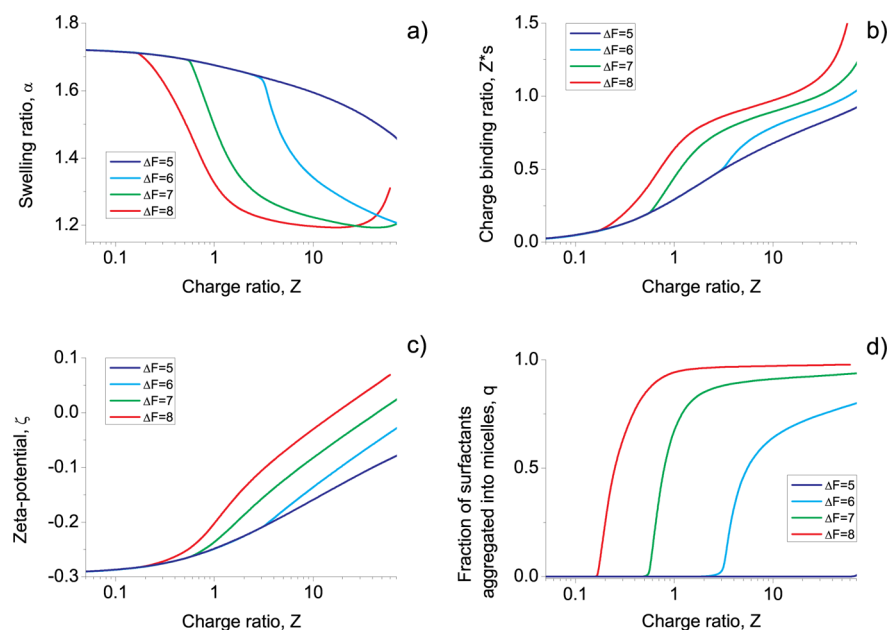 a)
1.8
1.6
1.4
1.2
Swelling ratio, α
ΔF=5
ΔF=6
ΔF=7
ΔF=8
0.1
1
10
Charge ratio, Z
b)
1.5
1.0
0.5
0.0
Charge binding ratio, Z*s
ΔF=5
ΔF=6
ΔF=7
ΔF=8
0.1
1
10
Charge ratio, Z
c)
0.1
0.0
-0.1
-0.2
-0.3
Zeta-potential, ζ
ΔF=5
ΔF=6
ΔF=7
ΔF=8
0.1
1
10
Charge ratio, Z
d)
1.0
0.5
0.0
Fraction of surfactants
aggregated into micelles, q
ΔF=5
ΔF=6
ΔF=7
ΔF=8
0.1
1
10
Charge ratio, Z